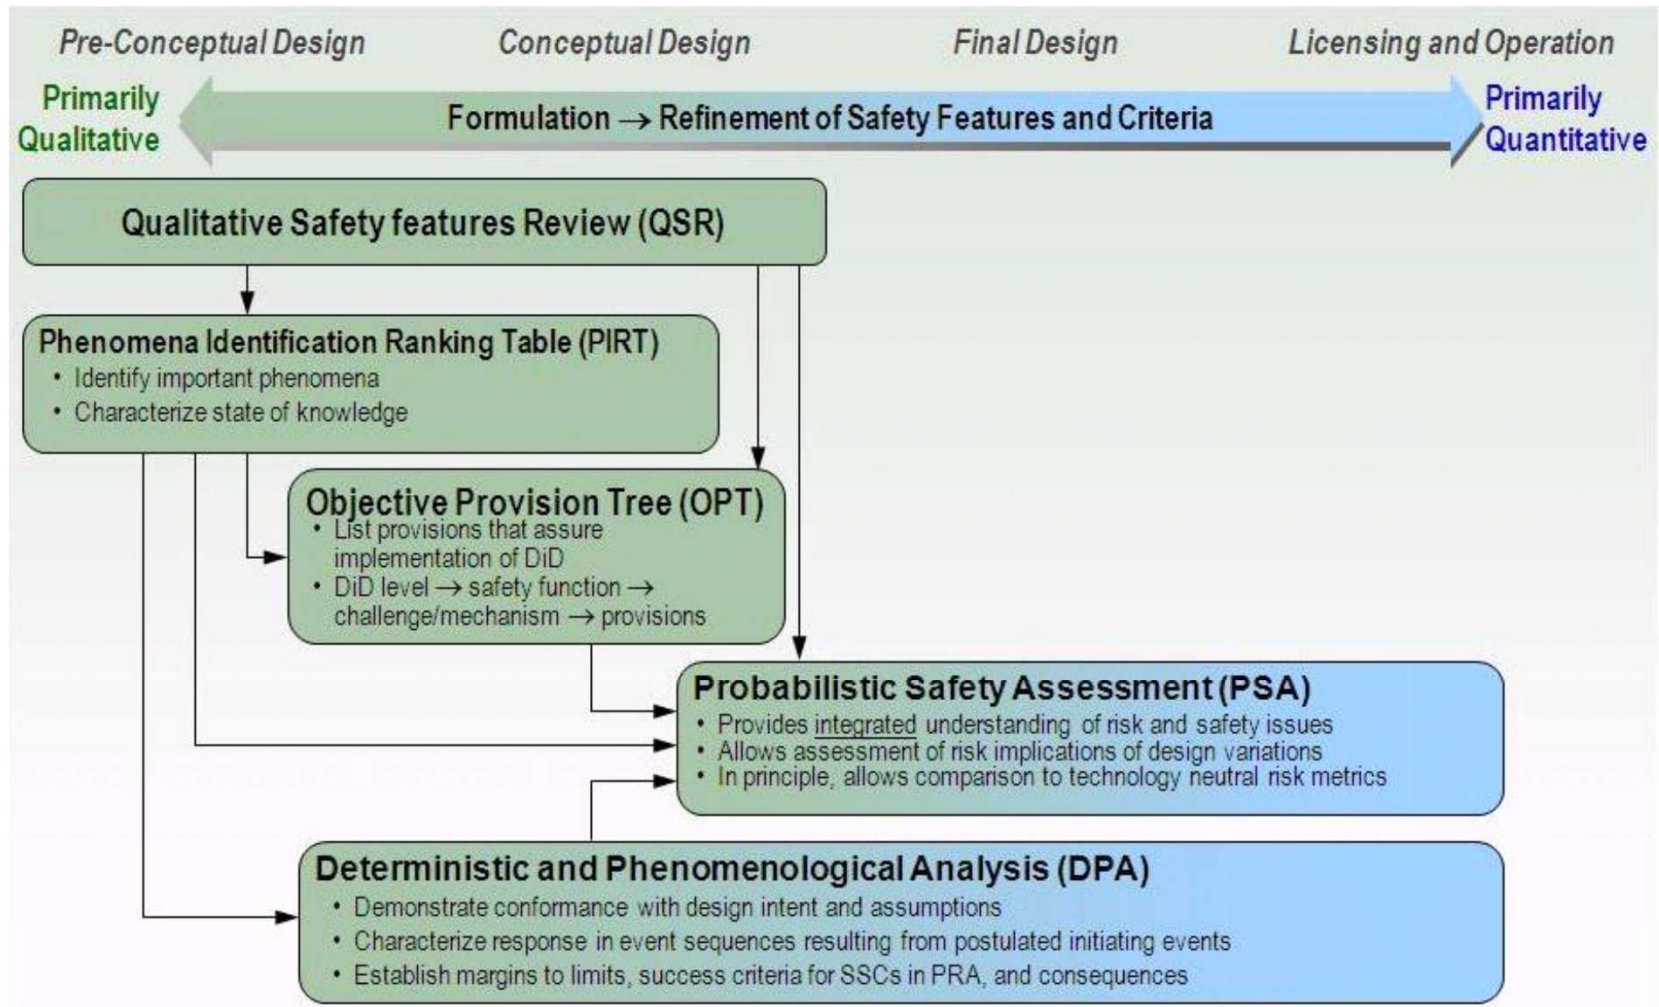 Pre-Conceptual Design Conceptual Design Final Design Licensing and Operation
Primarily
Qualitative
Formulation → Refinement of Safety Features and Criteria
Primarily
Quantitative
Qualitative Safety features Review (QSR)
Phenomena Identification Ranking Table (PIRT)
• Identify important phenomena
• Characterize state of knowledge
Objective Provision Tree (OPT)
• List provisions that assure
implementation of DiD
• DiD level → safety function →
challenge/mechanism → provisions
Probabilistic Safety Assessment (PSA)
• Provides integrated understanding of risk and safety issues
• Allows assessment of risk implications of design variations
• In principle, allows comparison to technology neutral risk metrics
Deterministic and Phenomenological Analysis (DPA)
• Demonstrate conformance with design intent and assumptions
• Characterize response in event sequences resulting from postulated initiating events
• Establish margins to limits, success criteria for SSCs in PRA, and consequences